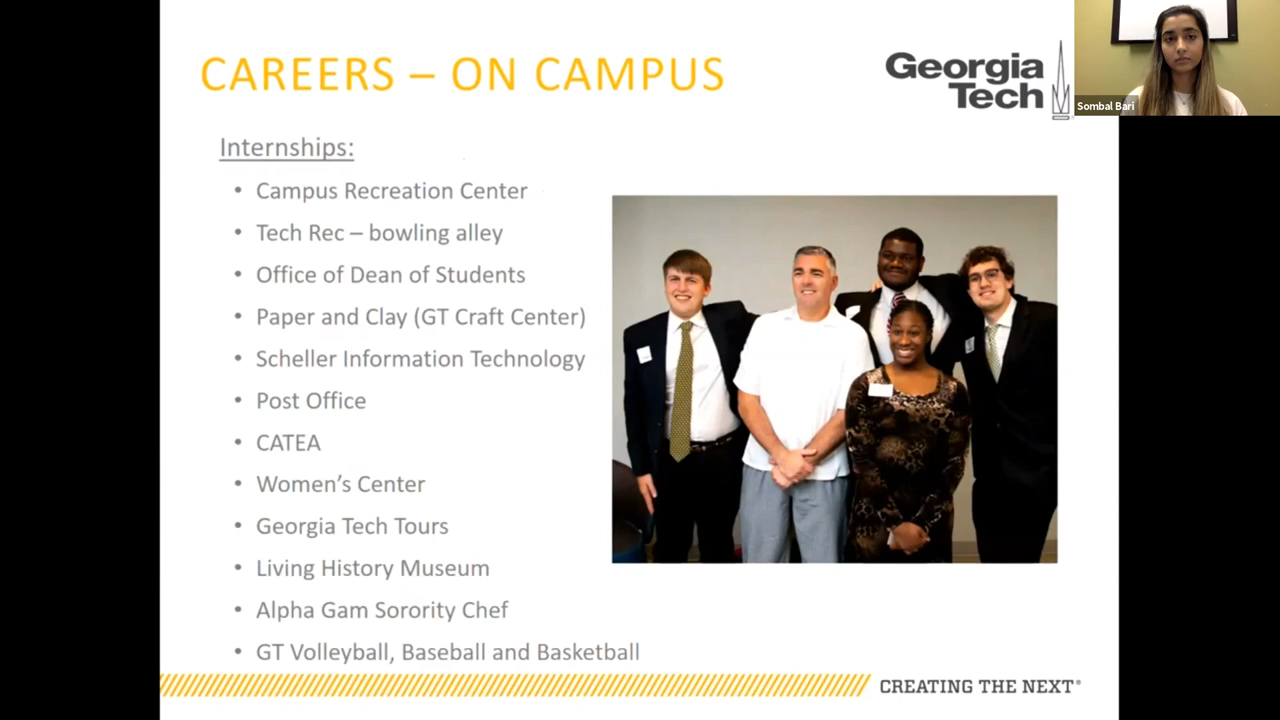 CAREERS – ON CAMPUS
Georgia
Tech
Sombal Bari
Internships:
• Campus Recreation Center
• Tech Rec – bowling alley
• Office of Dean of Students
• Paper and Clay (GT Craft Center)
• Scheller Information Technology
• Post Office
• CATEA
• Women’s Center
• Georgia Tech Tours
• Living History Museum
• Alpha Gam Sorority Chef
• GT Volleyball, Baseball and Basketball
CREATING THE NEXT®